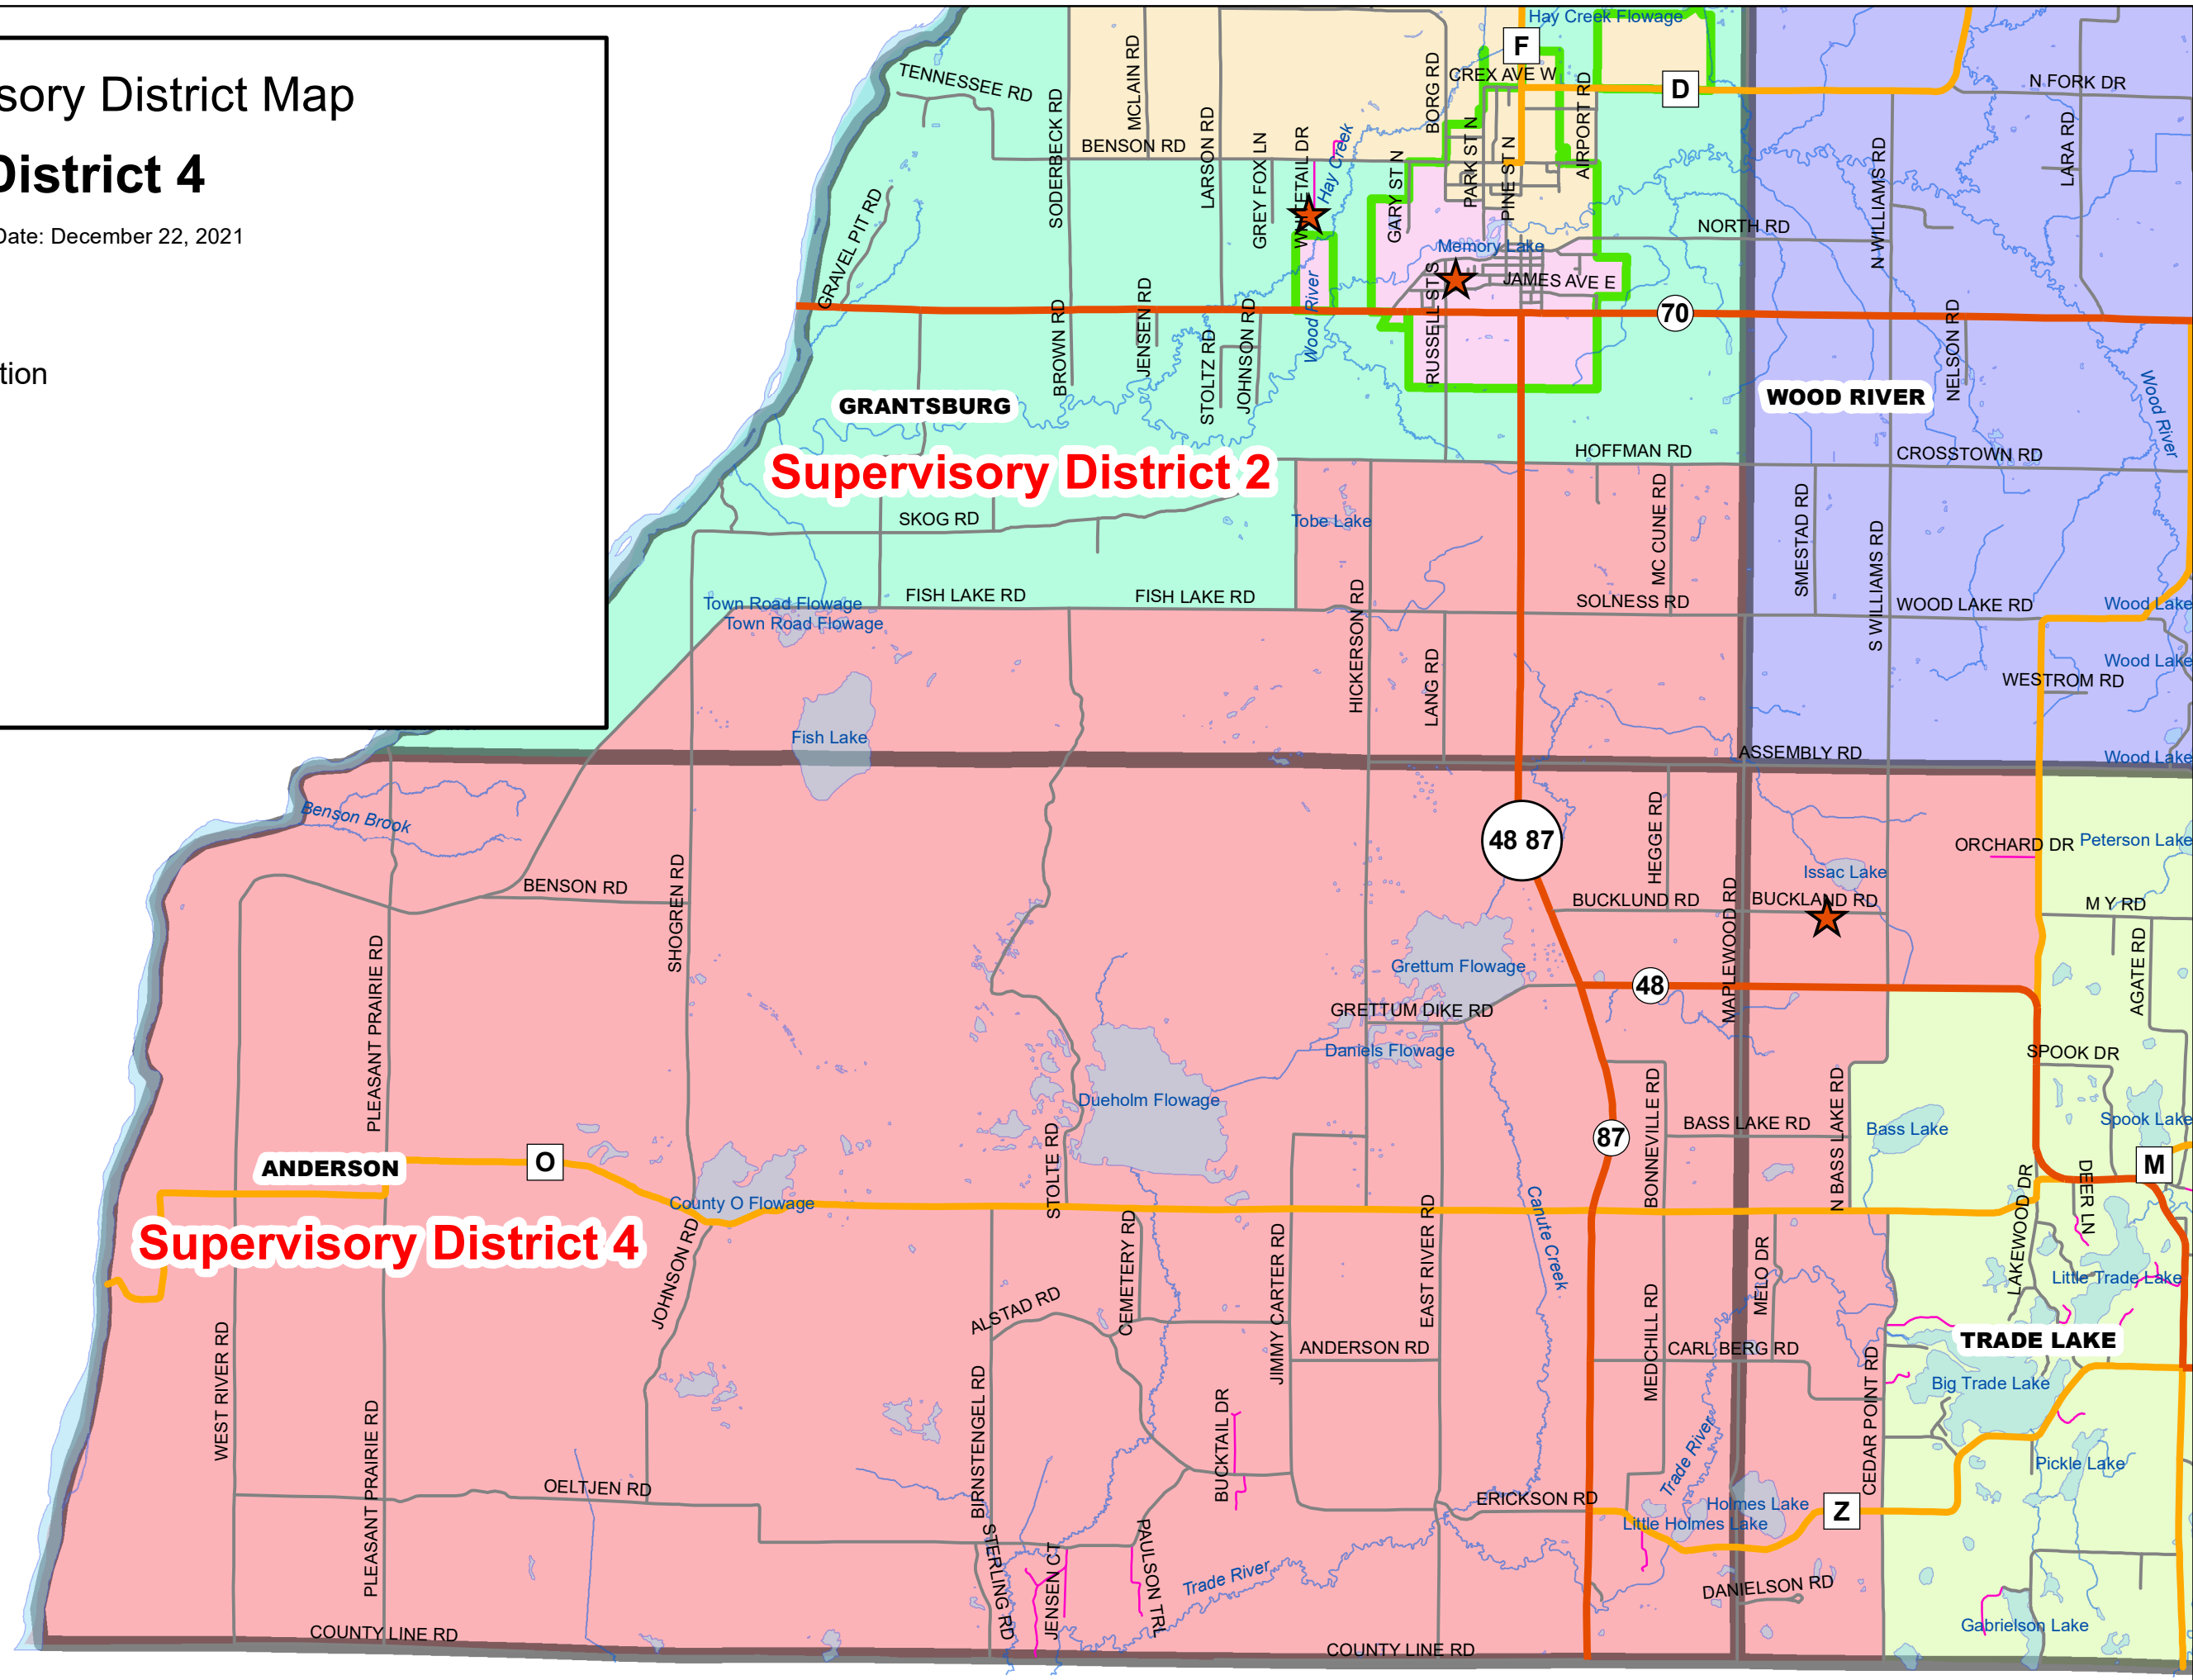 sory District Map
District 4
Date: December 22, 2021
tion
Hay Creek Flowage
F
CREX AVE W
D
N FORK DR
TENNESSEE RD
MCLAIN RD
BORG RD
AIRPORT RD
SODERBECK RD
LARSON RD
BENSON RD
GREY FOX LN
Hay Creek
GARY ST N
PARK ST N
PINE ST N
N WILLIAMS RD
LARA RD
GRAVEL PIT RD
NORTH RD
Memory Lake
JAMES AVE E
RUSSELL ST S
70
Wood River
BROWN RD
JENSEN RD
STOLTZ RD
JOHNSON RD
NELSON RD
Wood River
GRANTSBURG
WOOD RIVER
Supervisory District 2
HOFFMAN RD
CROSSTOWN RD
SKOG RD
Tobe Lake
MC CUNE RD
SMESTAD RD
S WILLIAMS RD
FISH LAKE RD
FISH LAKE RD
SOLNESS RD
WOOD LAKE RD
Wood Lake
Town Road Flowage
Town Road Flowage
HICKERSON RD
LANG RD
Wood Lake
WESTROM RD
Fish Lake
ASSEMBLY RD
Wood Lake
Benson Brook
48 87
HEGGE RD
ORCHARD DR
Peterson Lake
Issac Lake
BENSON RD
SHOGREN RD
BUCKLUND RD
BUCKLAND RD
MAPLEWOOD RD
M Y RD
AGATE RD
PLEASANT PRAIRIE RD
Grettum Flowage
48
GRETTUM DIKE RD
Daniels Flowage
SPOOK DR
Dueholm Flowage
BONNEVILLE RD
N BASS LAKE RD
BASS LAKE RD
Bass Lake
Spook Lake
87
ANDERSON
O
STOLTE RD
M
County O Flowage
LAKEWOOD DR
DEER LN
Supervisory District 4
JOHNSON RD
CEMETERY RD
JIMMY CARTER RD
EAST RIVER RD
Canute Creek
MELO DR
Little Trade Lake
ALSTAD RD
MEDCHILL RD
TRADE LAKE
WEST RIVER RD
ANDERSON RD
CARL BERG RD
CEDAR POINT RD
Big Trade Lake
PLEASANT PRAIRIE RD
BIRNSTENGEL RD
BUCKTAIL DR
Trade River
Pickle Lake
OELTJEN RD
ERICKSON RD
Holmes Lake
Little Holmes Lake
Z
STERLING RD
JENSEN CT
PAULSON TRL
Trade River
DANIELSON RD
Gabrielson Lake
COUNTY LINE RD
COUNTY LINE RD